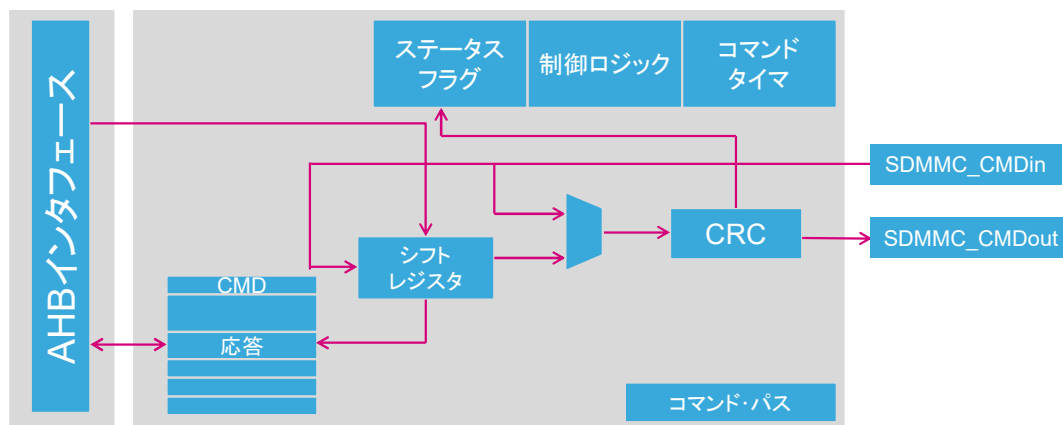 AHBインタフェース
ステータス
フラグ
制御ロジック
コマンド
タイマ
SDMMC_CMDin
SDMMC_CMDout
CRC
シフト
レジスタ
CMD
応答
コマンド・パス